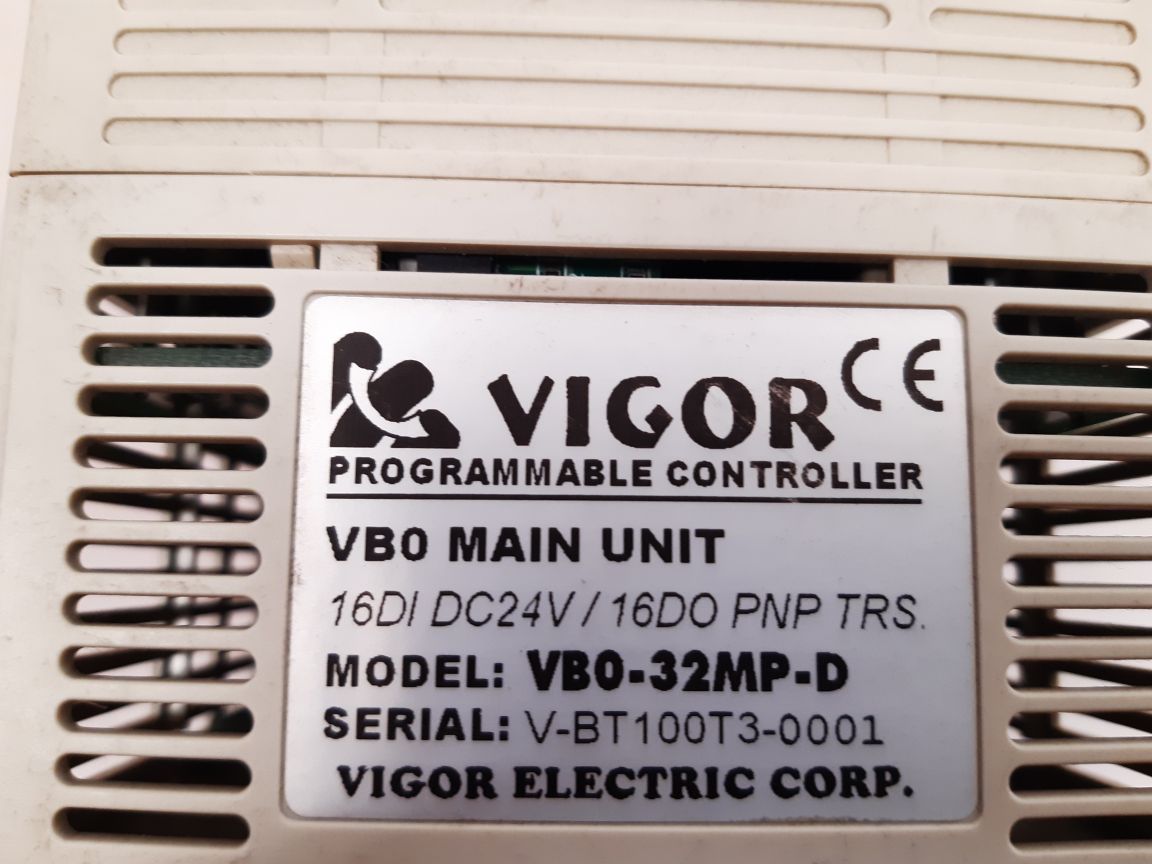 VIGOR CE
PROGRAMMABLE CONTROLLER
VB0 MAIN UNIT
16DI DC24V / 16DO PNP TRS.
MODEL: VB0-32MP-D
SERIAL: V-BT100T3-0001
VIGOR ELECTRIC CORP.